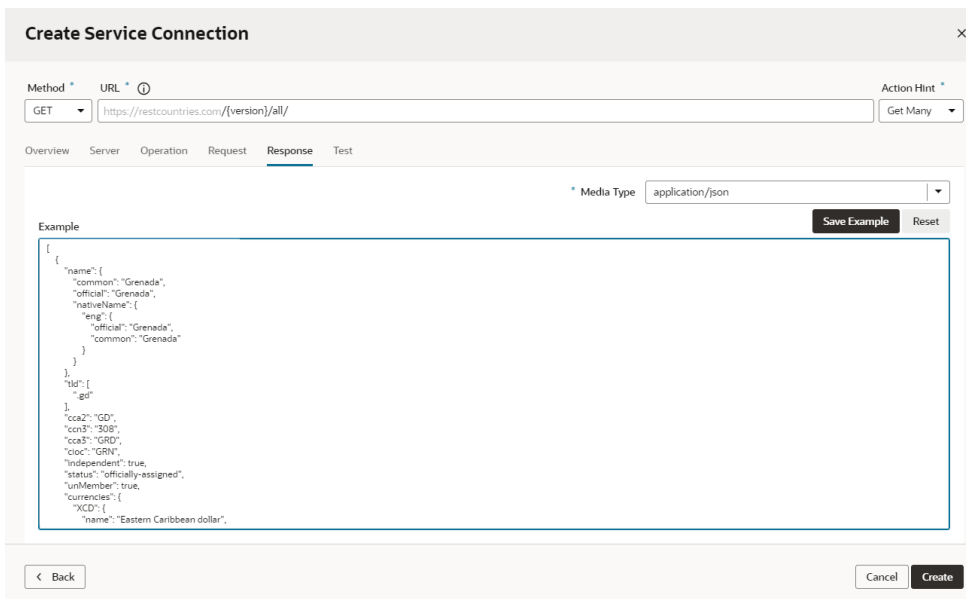 Create Service Connection
×
Method * URL * Action Hint *
GET https://restcountries.com/{version}/all/ Get Many
Overview Server Operation Request Response Test
* Media Type application/json
Save Example Reset
Example
[
{
"name": {
"common": "Grenada",
"official": "Grenada",
"nativeName": {
"eng": {
"official": "Grenada",
"common": "Grenada"
}
}
},
"tld": [
".gd"
],
"cca2": "GD",
"ccn3": "308",
"cca3": "GRD",
"cioc": "GRN",
"independent": true,
"status": "officially-assigned",
"unMember": true,
"currencies": {
"XCD": {
"name": "Eastern Caribbean dollar",
< Back Cancel Create